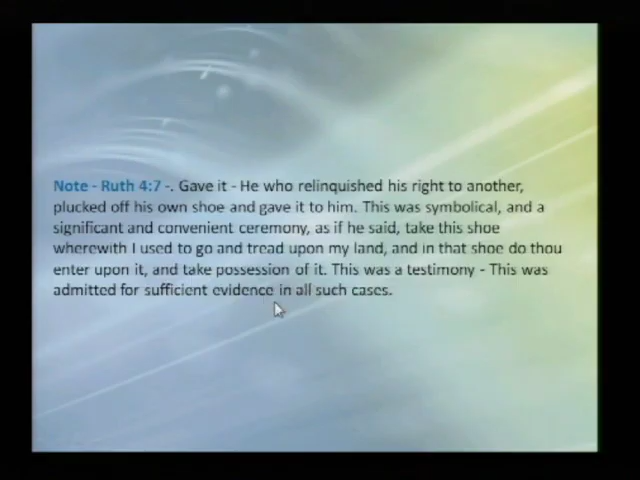 Note - Ruth 4:7 -. Gave it - He who relinquished his right to another,
plucked off his own shoe and gave it to him. This was symbolical, and a
significant and convenient ceremony, as if he said, take this shoe
wherewith I used to go and tread upon my land, and in that shoe do thou
enter upon it, and take possession of it. This was a testimony - This was
admitted for sufficient evidence in all such cases.